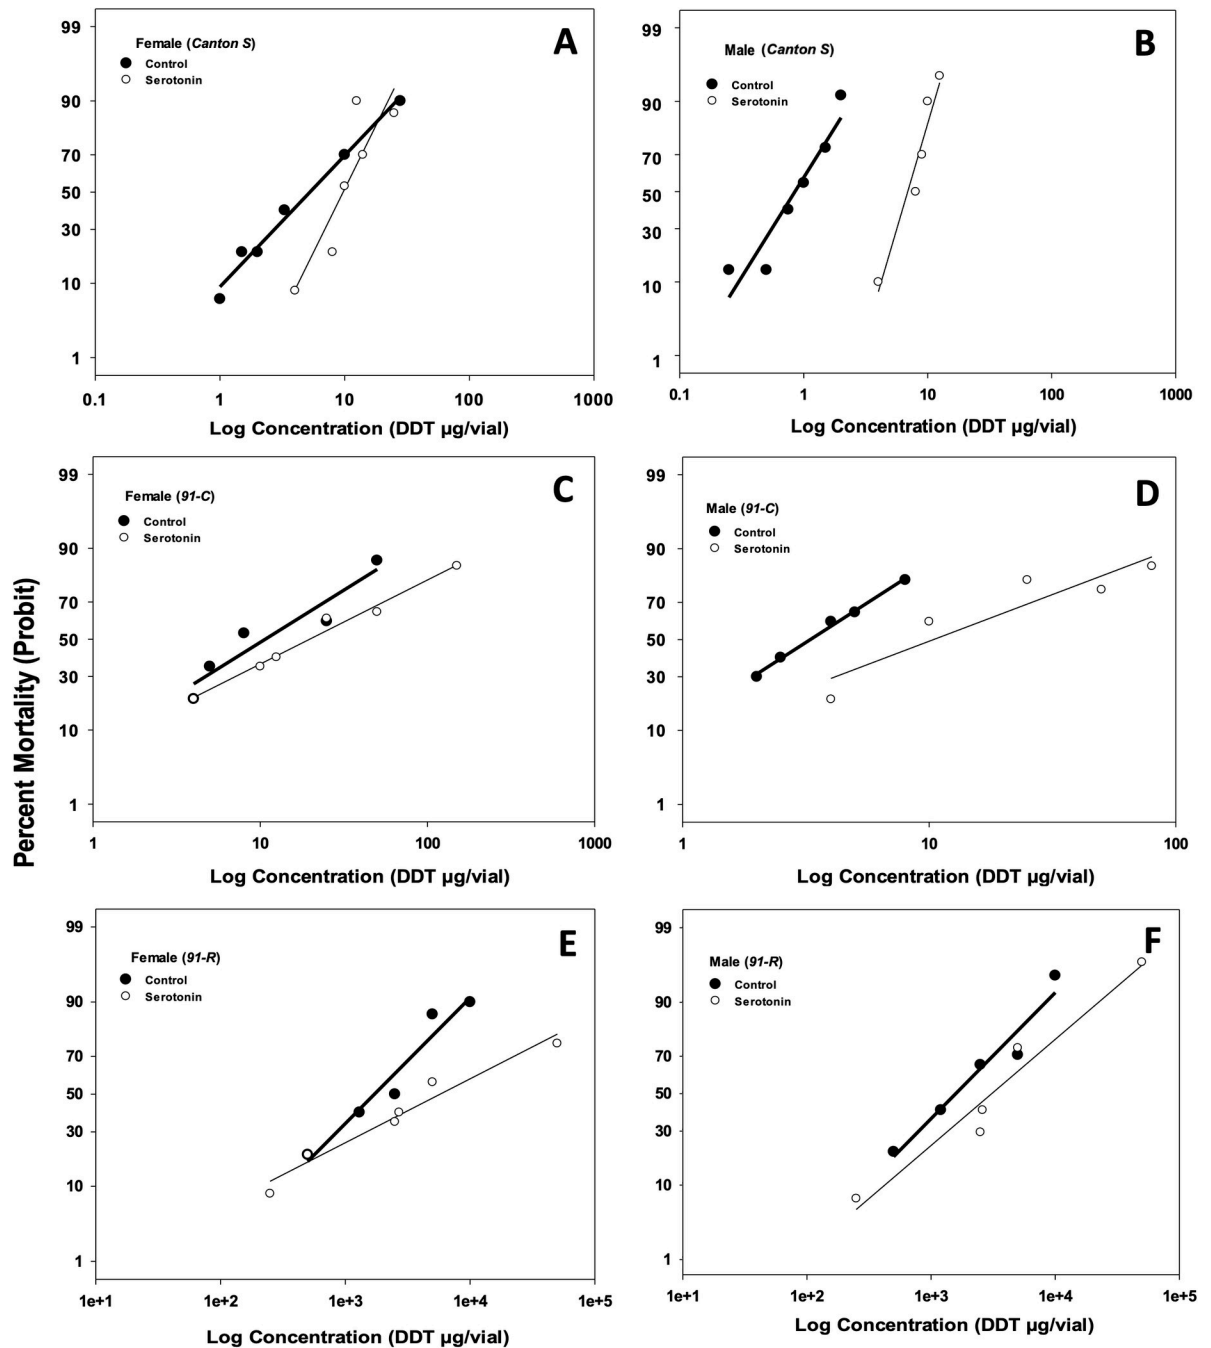 Percent Mortality (Probit)
A
Female (Canton S)
Control
Serotonin
99
90
70
50
30
10
1
0.1 1 10 100 1000
Log Concentration (DDT µg/vial)
B
Male (Canton S)
Control
Serotonin
99
90
70
50
30
10
1
0.1 1 10 100 1000
Log Concentration (DDT µg/vial)
C
Female (91-C)
Control
Serotonin
99
90
70
50
30
10
1
1 10 100 1000
Log Concentration (DDT µg/vial)
D
Male (91-C)
Control
Serotonin
99
90
70
50
30
10
1
1 10 100
Log Concentration (DDT µg/vial)
E
Female (91-R)
Control
Serotonin
99
90
70
50
30
10
1
1e+1 1e+2 1e+3 1e+4 1e+5
Log Concentration (DDT µg/vial)
F
Male (91-R)
Control
Serotonin
99
90
70
50
30
10
1
1e+1 1e+2 1e+3 1e+4 1e+5
Log Concentration (DDT µg/vial)